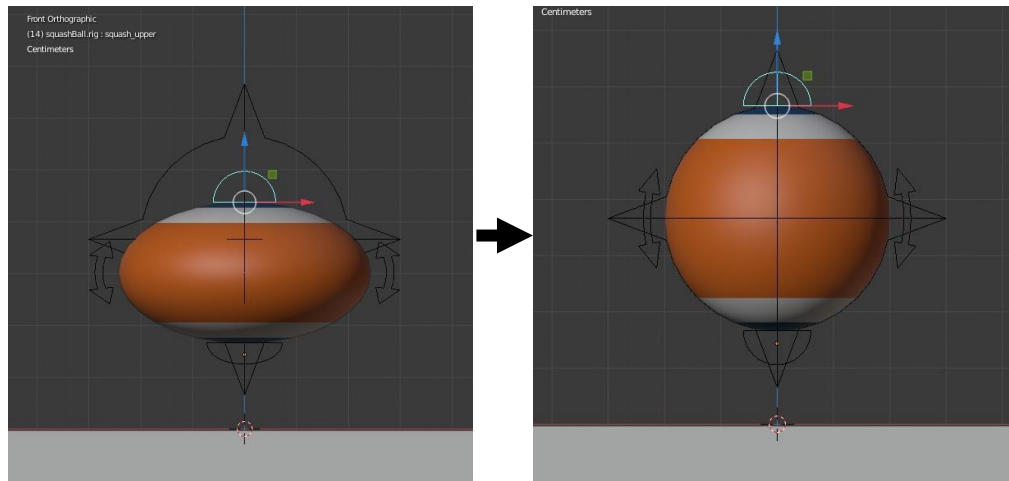 Front Orthographic
(14) squashBall.rig : squash_upper
Centimeters
Centimeters